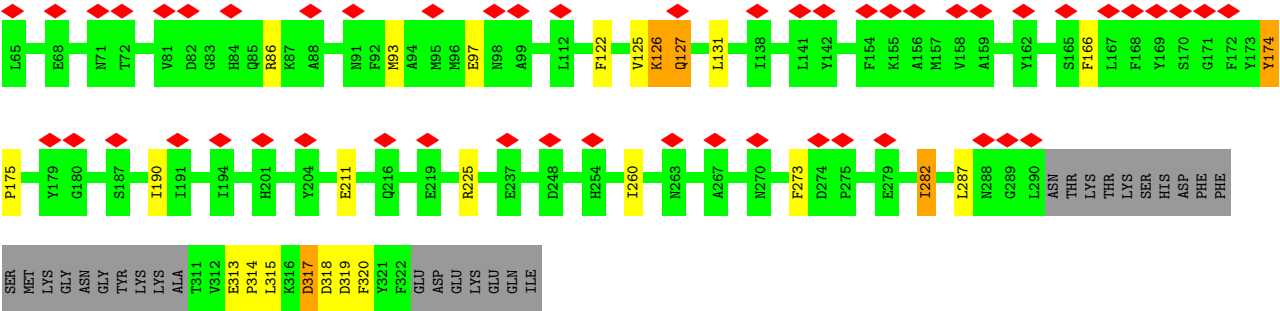 L65 E68 N71 T72 V81 D82 G83 H84 Q85 R86 K87 A88 N91 F92 M93 A94 M95 M96 E97 N98 A99 L112 F122 V125 K126 Q127 L131 I138 L141 Y142 F154 K155 A156 M157 V158 A159 Y162 S165 F166 L167 F168 Y169 S170 G171 F172 Y173 Y174
P175 Y179 G180 S187 I190 I191 I194 H201 Y204 E211 Q216 E219 R225 E237 D248 H254 I260 N263 A267 N270 F273 D274 P275 E279 I282 L287 N288 G289 L290 ASN THR LYS THR LYS SER HIS ASP PHE PHE
SER MET LYS GLY ASN GLY TYR LYS LYS ALA T311 V312 E313 P314 L315 K316 D317 D318 D319 F320 Y321 F322 GLU ASP GLU LYS GLU GLN ILE